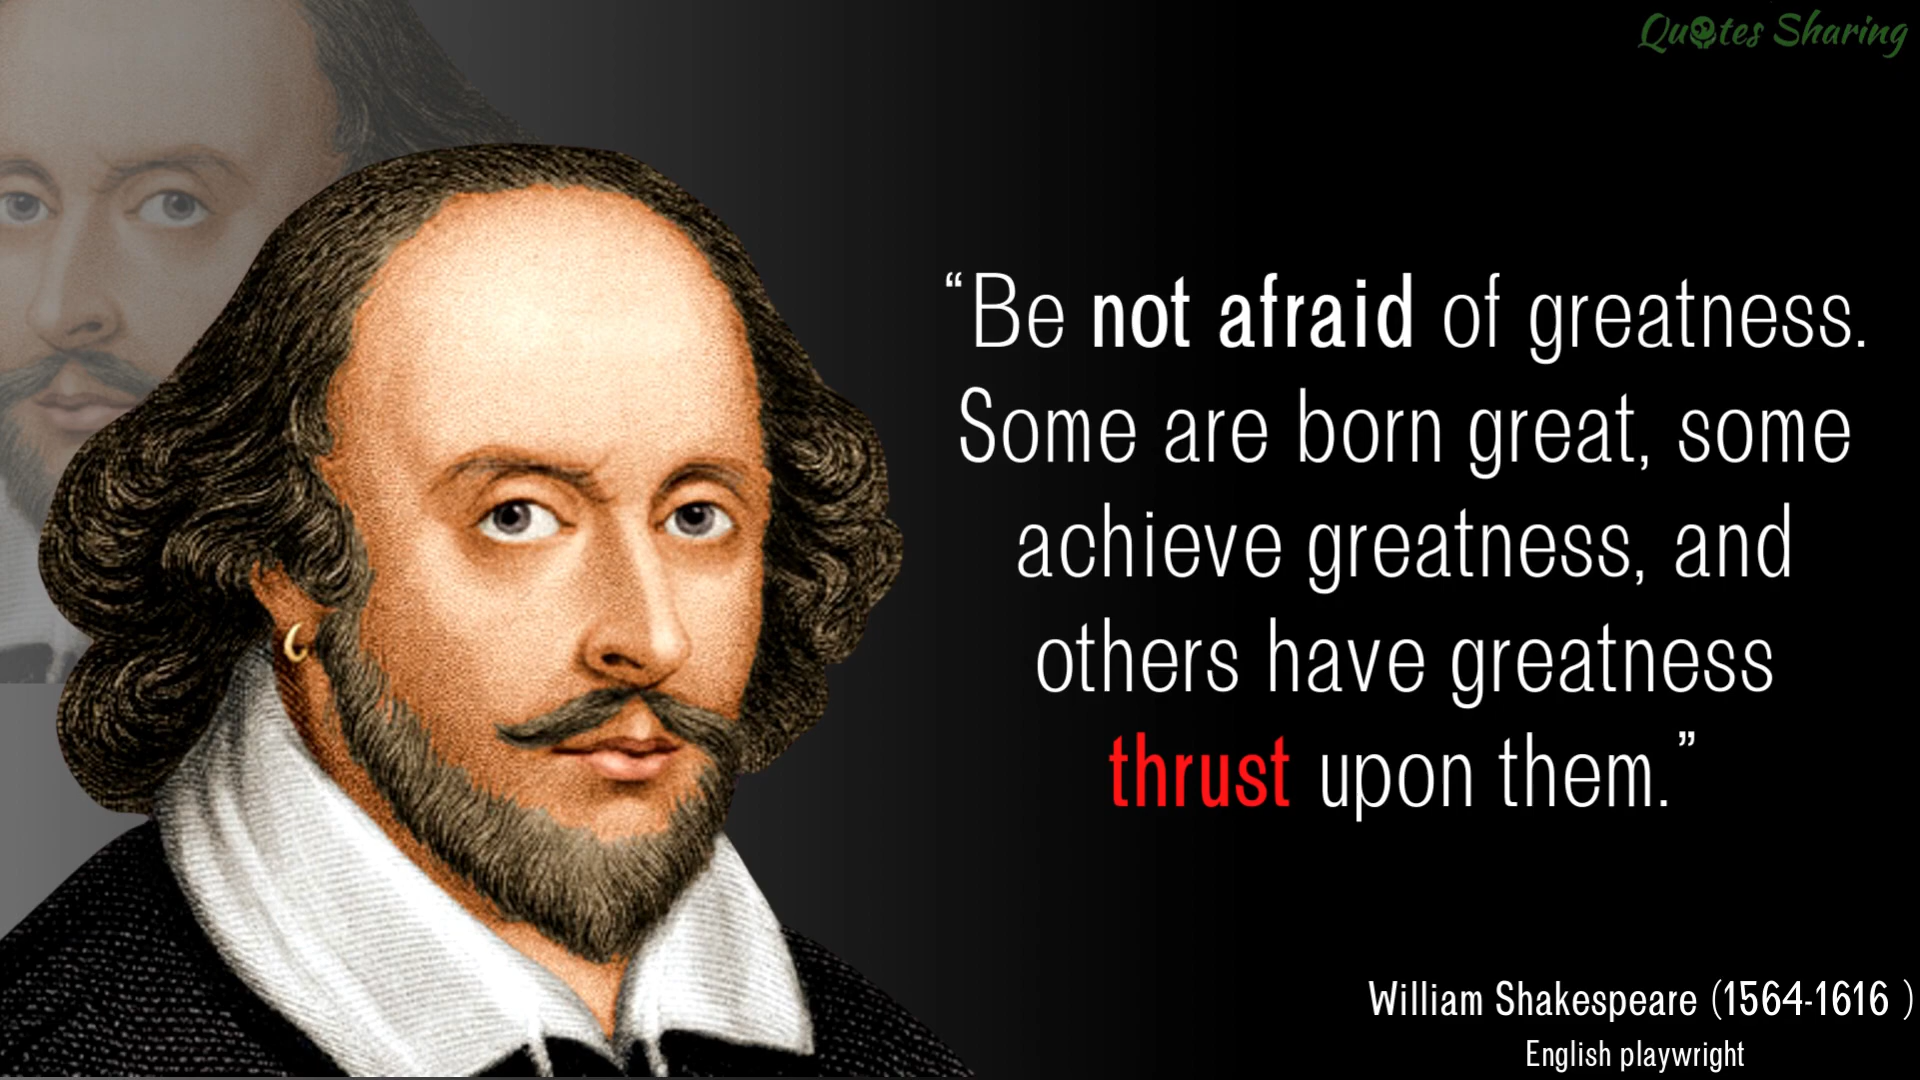 Quotes Sharing
“Be not afraid of greatness.
Some are born great, some
achieve greatness, and
others have greatness
thrust upon them.”
William Shakespeare (1564-1616 )
English playwright